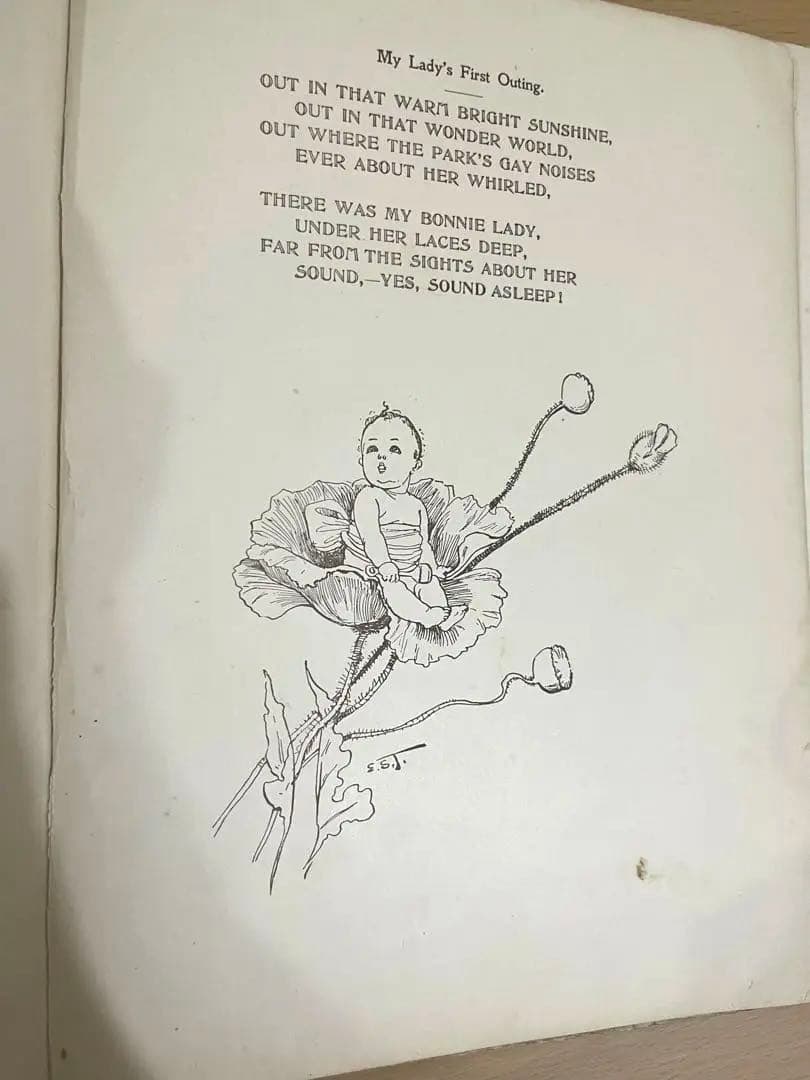 My Lady's First Outing.
OUT IN THAT WARM BRIGHT SUNSHINE,
OUT IN THAT WONDER WORLD,
OUT WHERE THE PARK'S GAY NOISES
EVER ABOUT HER WHIRLED,
THERE WAS MY BONNIE LADY,
UNDER HER LACES DEEP,
FAR FROM THE SIGHTS ABOUT HER
SOUND,—YES, SOUND ASLEEP!
S.S.T.